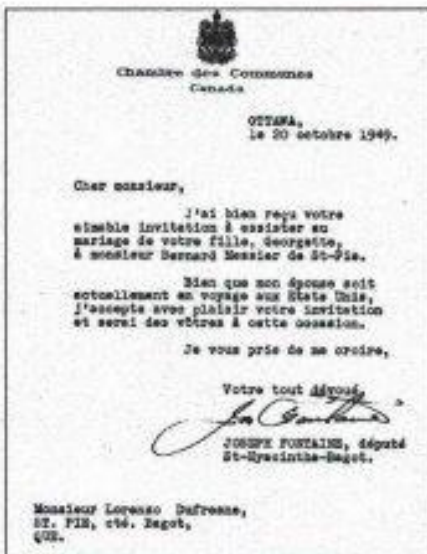 Chambre des Communes
Canada
OTTAWA,
le 20 octobre 1949.
Cher monsieur,
J'ai bien reçu votre
aimable invitation à assister au
mariage de votre fille, Georgette,
à monsieur Bernard Messier de St-Pie.
Bien que mon épouse soit
actuellement en voyage aux Etats Unis,
j'accepte avec plaisir votre invitation
et serai des vôtres à cette occasion.
Je vous prie de me croire,
Votre tout dévoué,
JOSEPH FONTAINE, député
St-Hyacinthe-Bagot.
Monsieur Lorenzo Dufresne,
ST. PIE, cté. Bagot,
QUE.